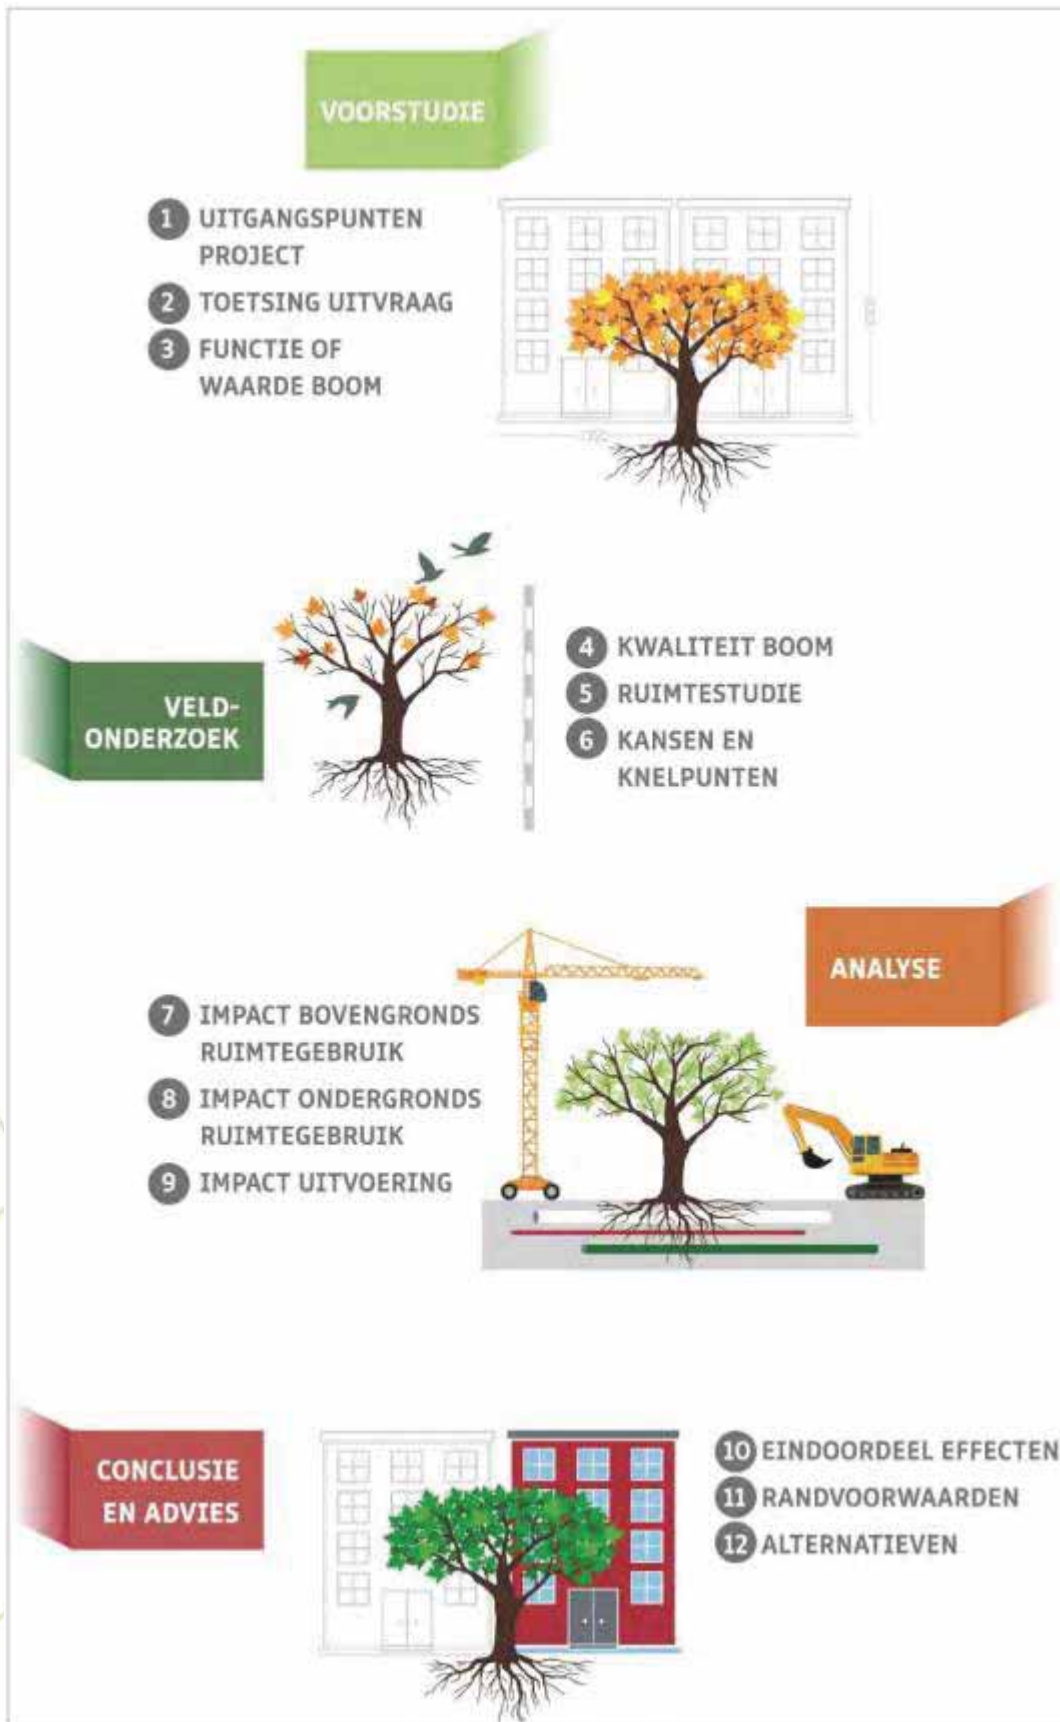 VOORSTUDIE
1 UITGANGSPUNTEN
PROJECT
2 TOETSING UITVRAAG
3 FUNCTIE OF
WAARDE BOOM
VELD-
ONDERZOEK
4 KWALITEIT BOOM
5 RUIMTESTUDIE
6 KANSEN EN
KNELPUNTEN
ANALYSE
7 IMPACT BOVENGRONDS
RUIMTEGEBRUIK
8 IMPACT ONDERGRONDS
RUIMTEGEBRUIK
9 IMPACT UITVOERING
CONCLUSIE
EN ADVIES
10 EINDOORDEEL EFFECTEN
11 RANDVOORWAARDEN
12 ALTERNATIEVEN